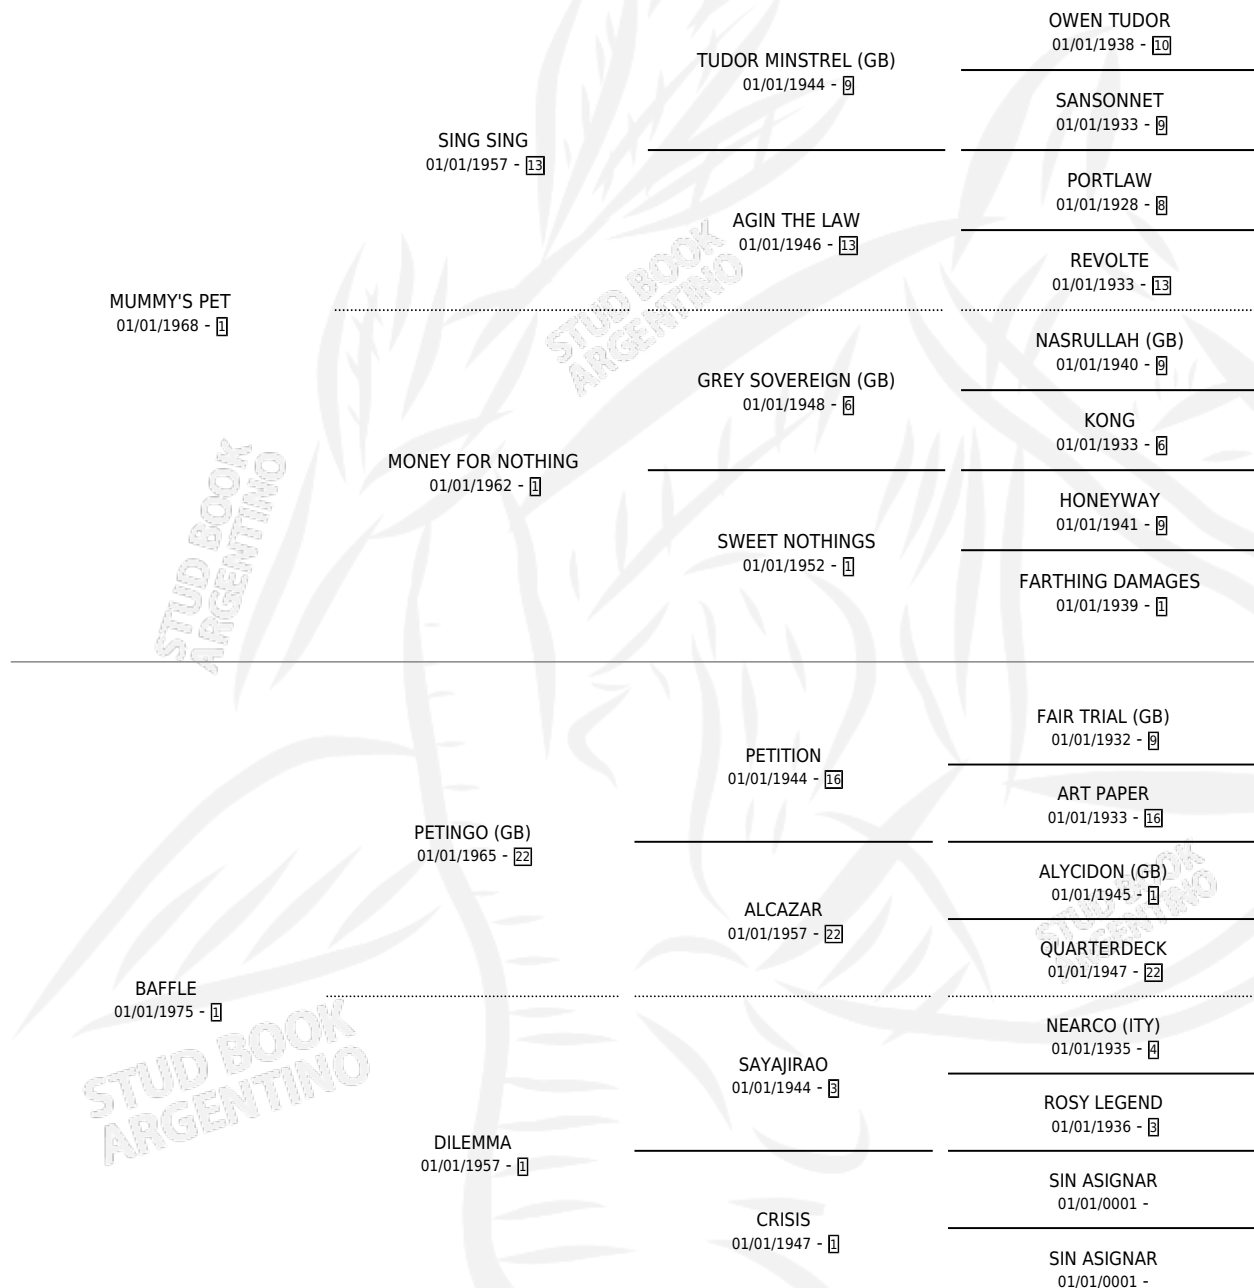 OWEN TUDOR
01/01/1938 - 10
TUDOR MINSTREL (GB)
01/01/1944 - 9
SANSONNET
01/01/1933 - 9
SING SING
01/01/1957 - 13
PORTLAW
01/01/1928 - 8
AGIN THE LAW
01/01/1946 - 13
REVOLTE
01/01/1933 - 13
MUMMY'S PET
01/01/1968 - 1
NASRULLAH (GB)
01/01/1940 - 9
GREY SOVEREIGN (GB)
01/01/1948 - 6
KONG
01/01/1933 - 6
MONEY FOR NOTHING
01/01/1962 - 1
HONEYWAY
01/01/1941 - 9
SWEET NOTHINGS
01/01/1952 - 1
FARTHING DAMAGES
01/01/1939 - 1
FAIR TRIAL (GB)
01/01/1932 - 9
PETITION
01/01/1944 - 16
ART PAPER
01/01/1933 - 16
PETINGO (GB)
01/01/1965 - 22
ALYCIDON (GB)
01/01/1945 - 1
ALCAZAR
01/01/1957 - 22
QUARTERDECK
01/01/1947 - 22
BAFFLE
01/01/1975 - 1
NEARCO (ITY)
01/01/1935 - 4
SAYAJIRAO
01/01/1944 - 3
ROSY LEGEND
01/01/1936 - 3
DILEMMA
01/01/1957 - 1
SIN ASIGNAR
01/01/0001 -
CRISIS
01/01/1947 - 1
SIN ASIGNAR
01/01/0001 -
STUD BOOK
ARGENTINO
STUD BOOK
ARGENTINO
STUD BOOK
ARGENTINO
STUD BOOK
ARGENTINO